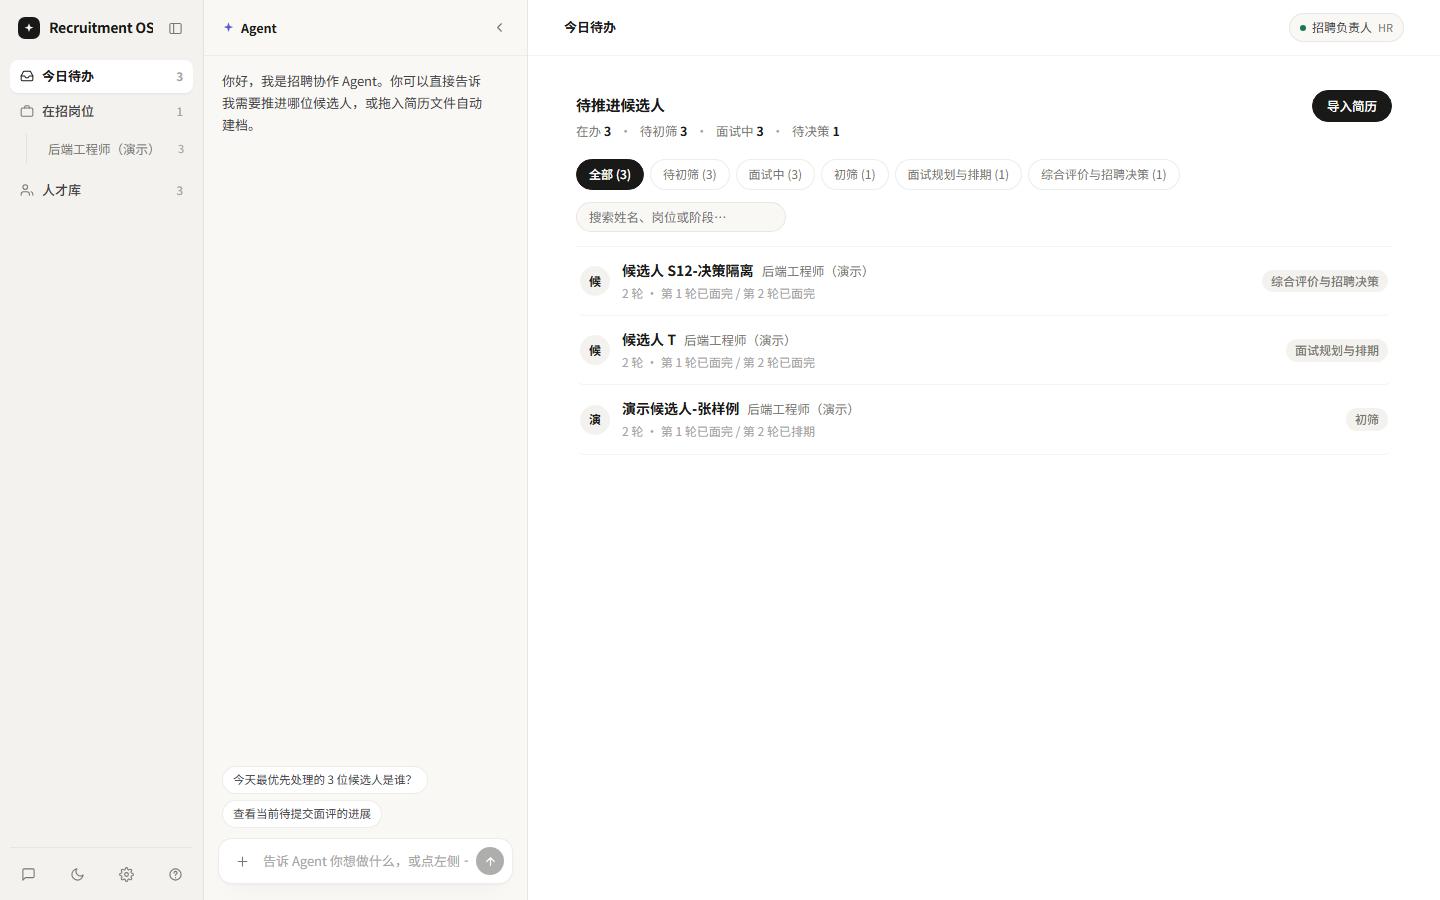 Recruitment OS
今日待办 3
在招岗位 1
后端工程师（演示） 3
人才库 3
Agent
你好，我是招聘协作 Agent。你可以直接告诉
我需要推进哪位候选人，或拖入简历文件自动
建档。
今天最优先处理的 3 位候选人是谁？
查看当前待提交面评的进展
告诉 Agent 你想做什么，或点左侧 -
今日待办
招聘负责人 HR
待推进候选人
导入简历
在办 3 • 待初筛 3 • 面试中 3 • 待决策 1
全部 (3) 待初筛 (3) 面试中 (3) 初筛 (1) 面试规划与排期 (1) 综合评价与招聘决策 (1)
搜索姓名、岗位或阶段…
候 候选人 S12-决策隔离 后端工程师（演示）
2 轮 • 第 1 轮已面完 / 第 2 轮已面完
综合评价与招聘决策
候 候选人 T 后端工程师（演示）
2 轮 • 第 1 轮已面完 / 第 2 轮已面完
面试规划与排期
演 演示候选人-张样例 后端工程师（演示）
2 轮 • 第 1 轮已面完 / 第 2 轮已排期
初筛